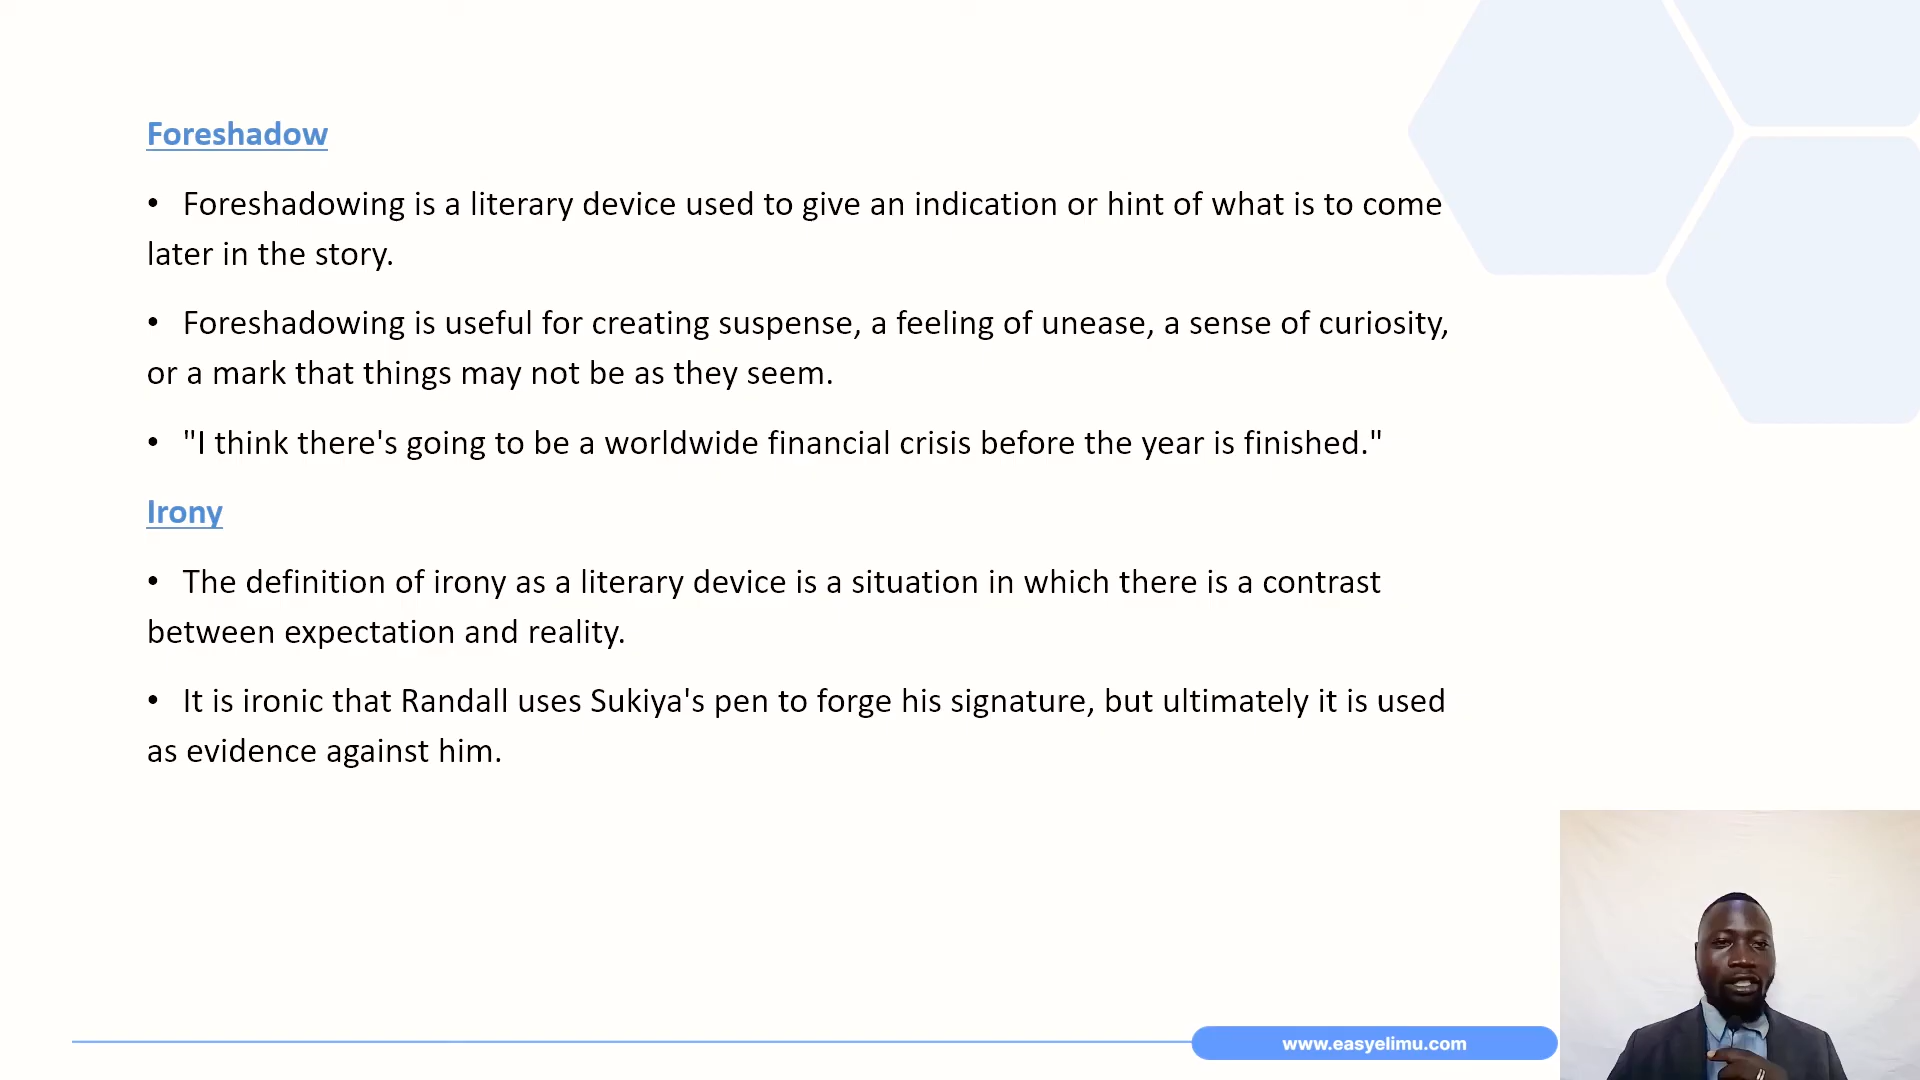 Foreshadow
• Foreshadowing is a literary device used to give an indication or hint of what is to come
later in the story.
• Foreshadowing is useful for creating suspense, a feeling of unease, a sense of curiosity,
or a mark that things may not be as they seem.
• "I think there's going to be a worldwide financial crisis before the year is finished."
Irony
• The definition of irony as a literary device is a situation in which there is a contrast
between expectation and reality.
• It is ironic that Randall uses Sukiya's pen to forge his signature, but ultimately it is used
as evidence against him.
www.easyelimu.com